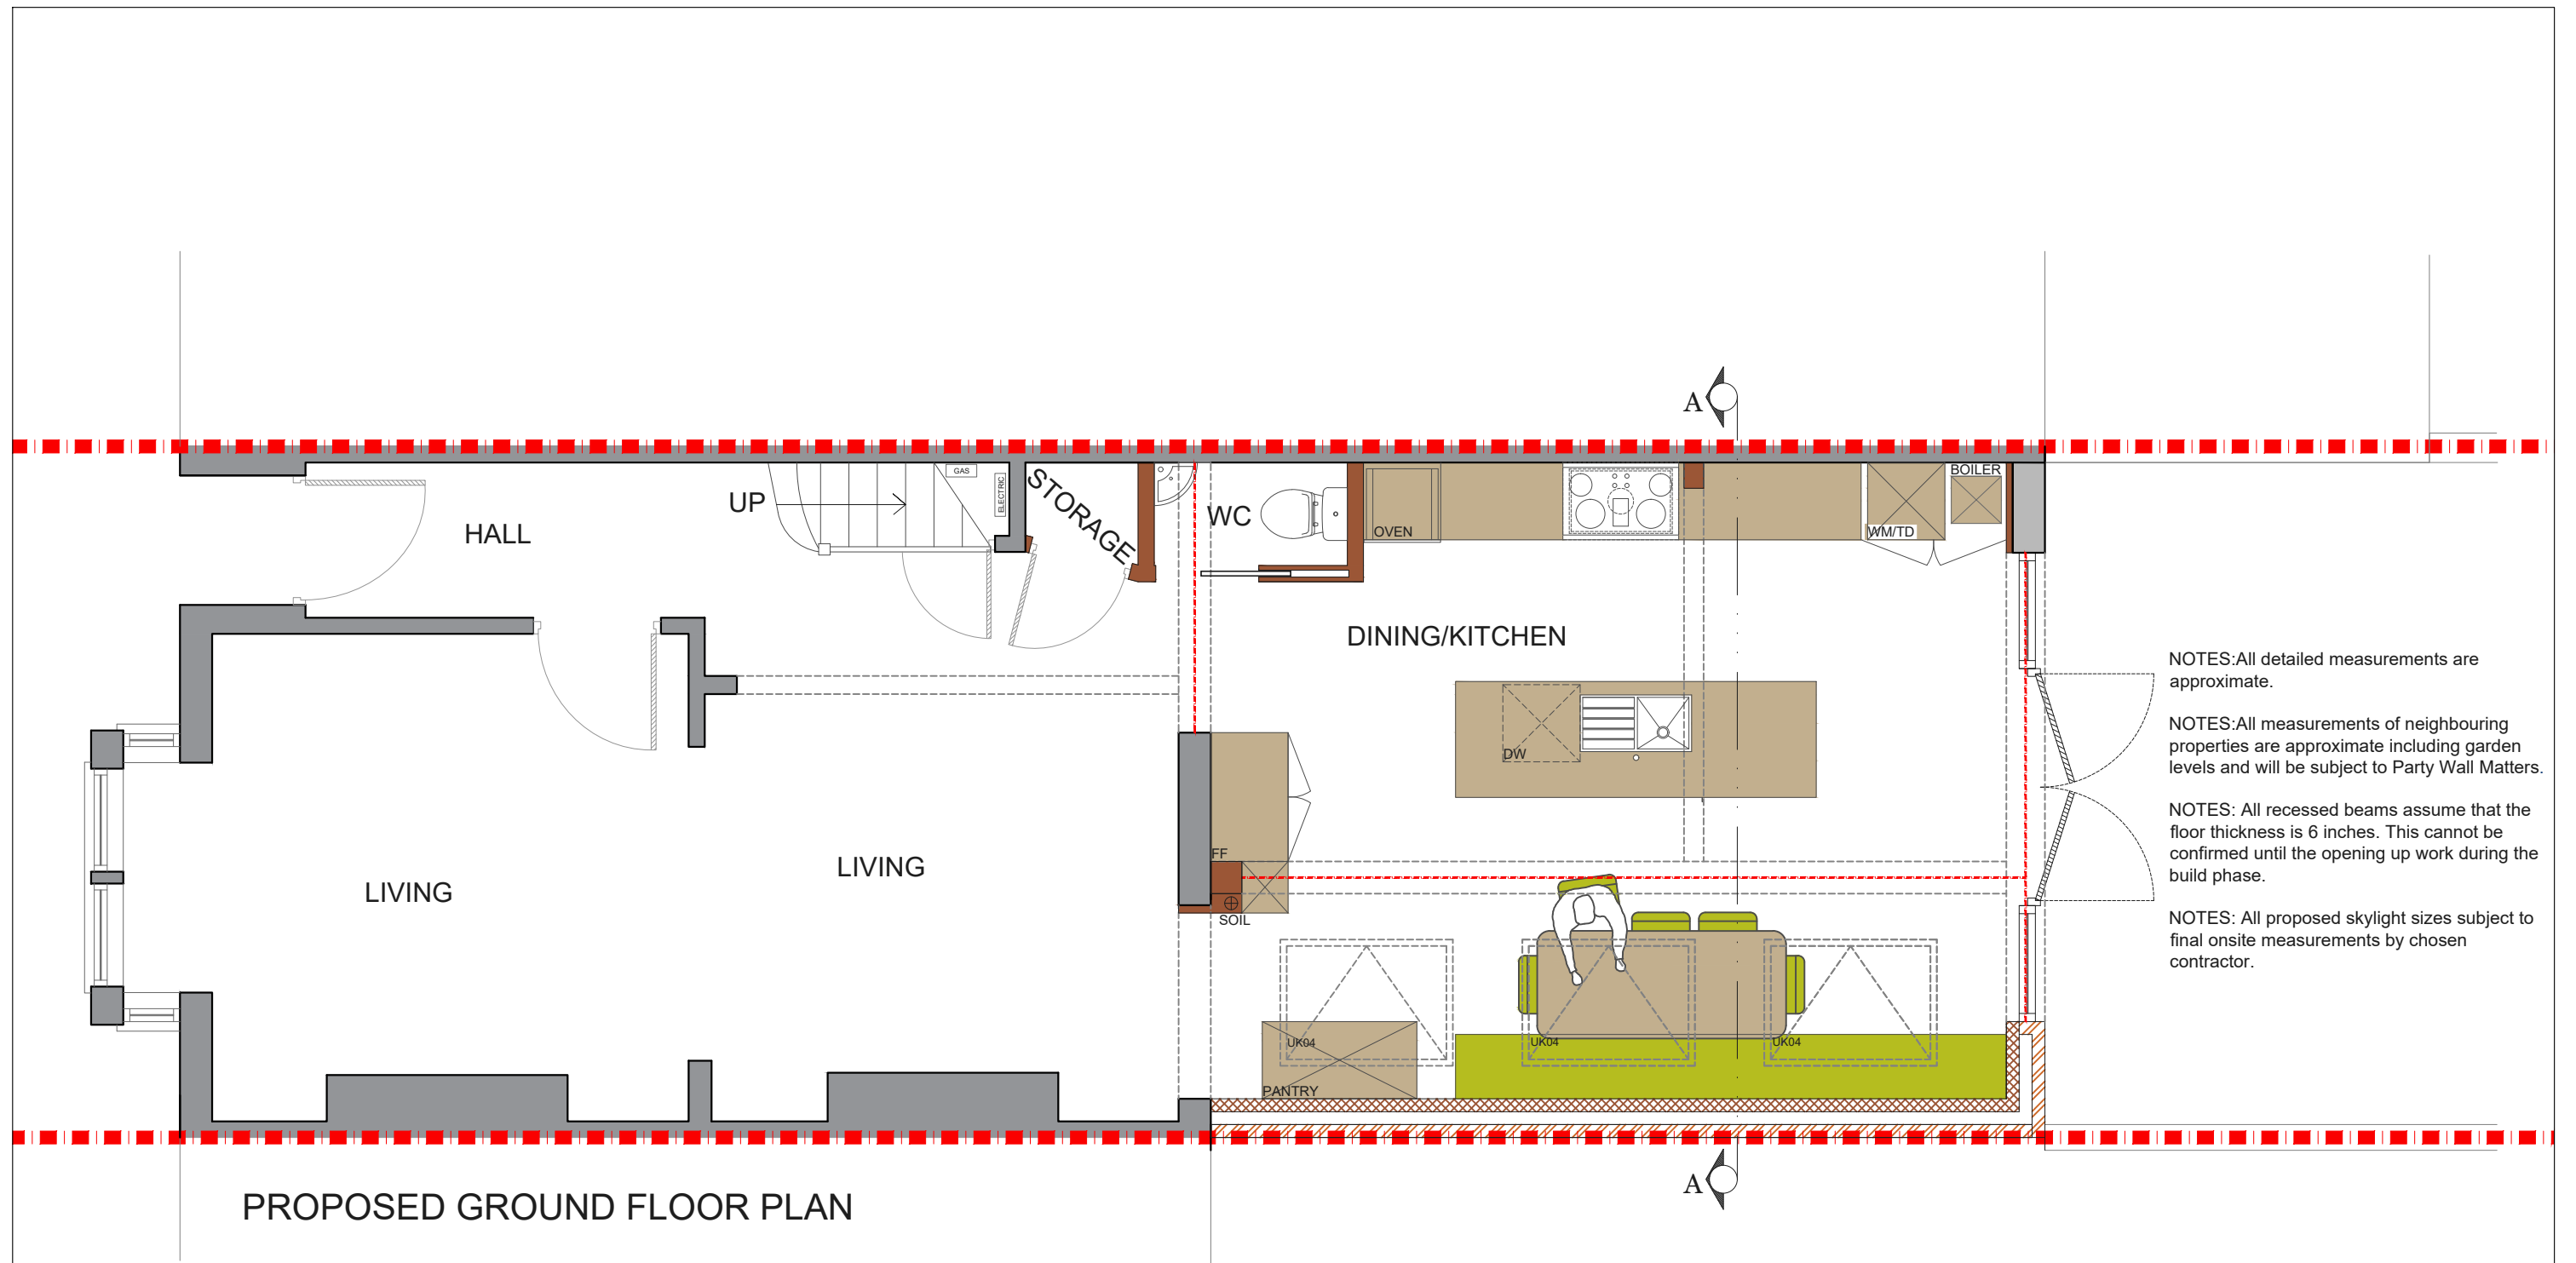 A
GAS
ELECTRIC
UP
STORAGE
HALL
WC
OVEN
WM/TD
BOILER
DINING/KITCHEN
DW
LIVING
LIVING
FF
SOIL
UK04
UK04
UK04
PANTRY
A
NOTES:All detailed measurements are
approximate.
NOTES:All measurements of neighbouring
properties are approximate including garden
levels and will be subject to Party Wall Matters.
NOTES: All recessed beams assume that the
floor thickness is 6 inches. This cannot be
confirmed until the opening up work during the
build phase.
NOTES: All proposed skylight sizes subject to
final onsite measurements by chosen
contractor.
PROPOSED GROUND FLOOR PLAN